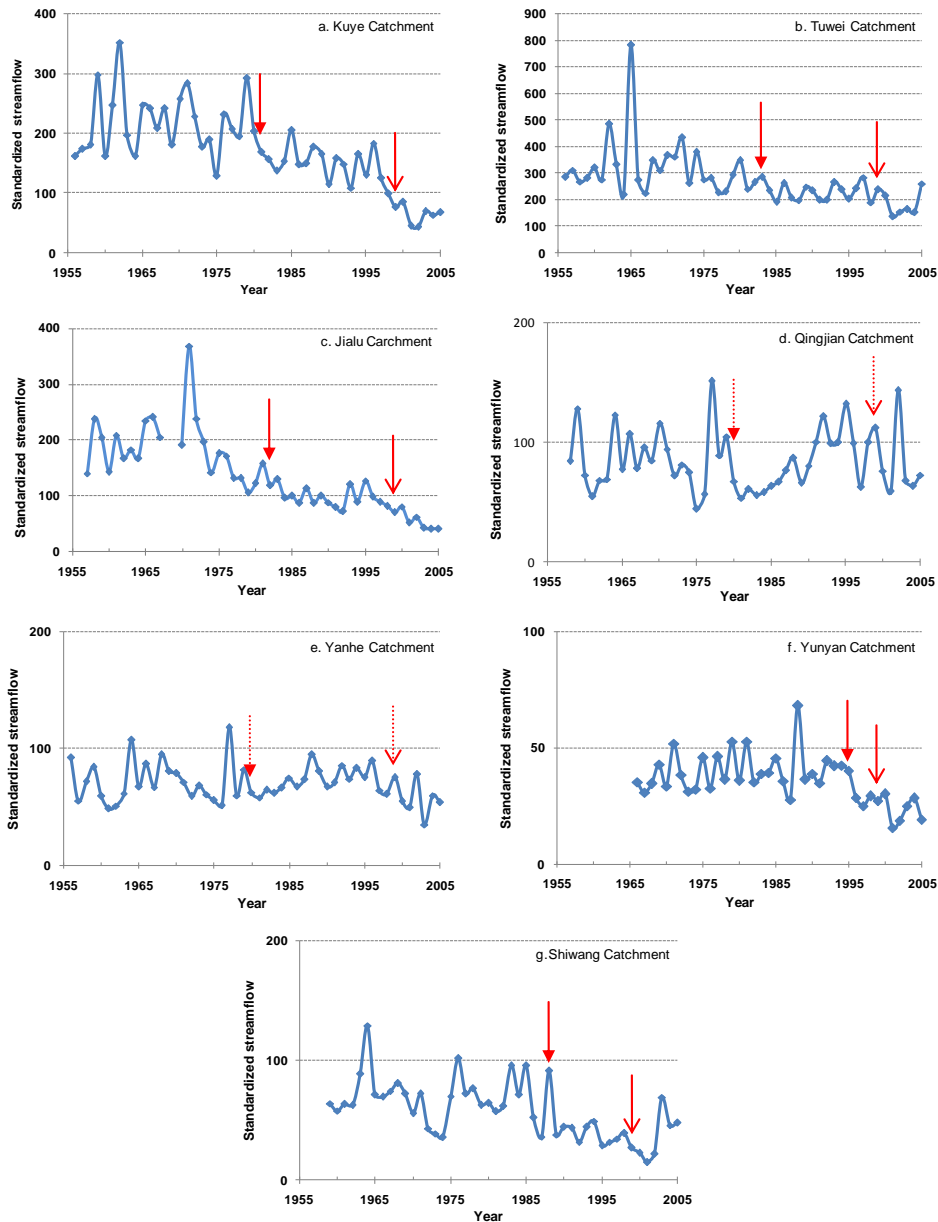 a. Kuye Catchment
Standardized streamflow
400
300
200
100
0
1955 1965 1975 1985 1995 2005
Year
b. Tuwei Catchment
Standardized streamflow
900
800
700
600
500
400
300
200
100
0
1955 1965 1975 1985 1995 2005
Year
c. Jialu Carchment
Standardized streamflow
400
300
200
100
0
1955 1965 1975 1985 1995 2005
Year
d. Qingjian Catchment
Standardized streamflow
200
100
0
1955 1965 1975 1985 1995 2005
Year
e. Yanhe Catchment
Standardized streamflow
200
100
0
1955 1965 1975 1985 1995 2005
Year
f. Yunyan Catchment
Standardized streamflow
100
50
0
1955 1965 1975 1985 1995 2005
Year
g.Shiwang Catchment
Standardized streamflow
200
100
0
1955 1965 1975 1985 1995 2005
Year